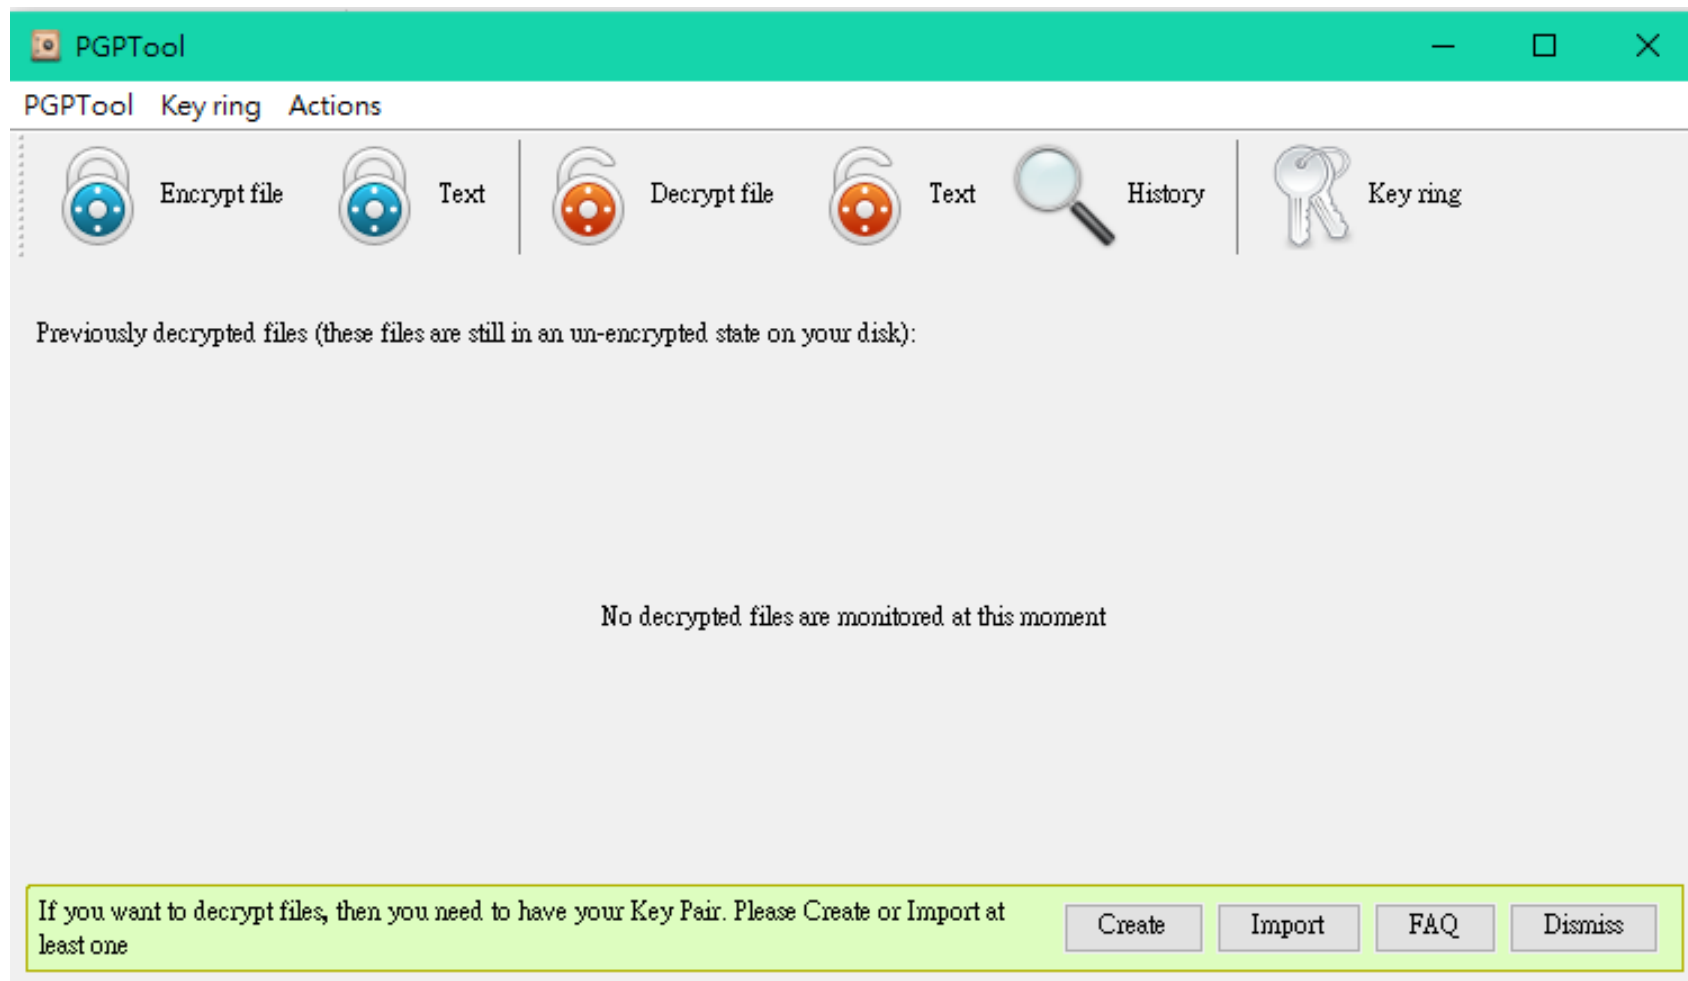 PGPTool
PGPTool Key ring Actions
Encrypt file Text Decrypt file Text History Key ring
Previously decrypted files (these files are still in an un-encrypted state on your disk):
No decrypted files are monitored at this moment
If you want to decrypt files, then you need to have your Key Pair. Please Create or Import at
least one
Create Import FAQ Dismiss